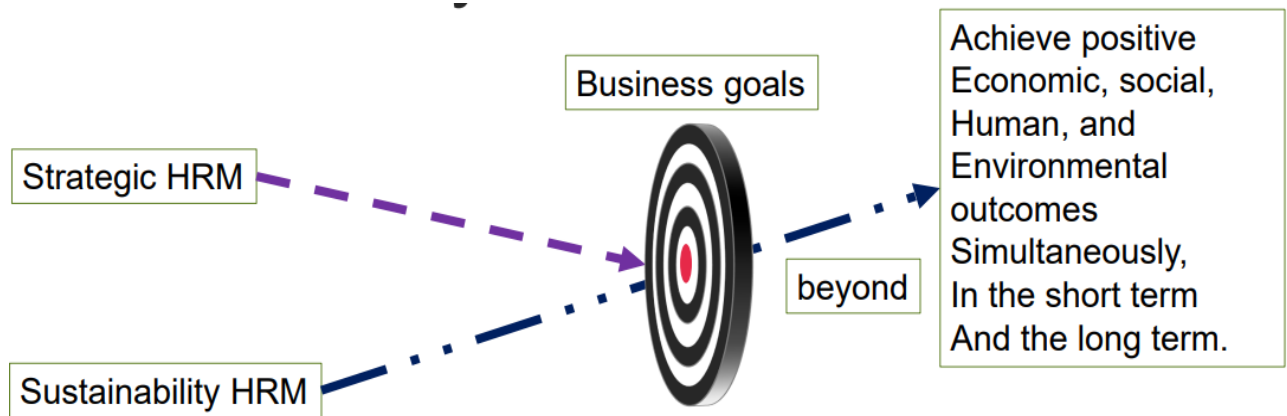 Business goals
Strategic HRM
Sustainability HRM
beyond
Achieve positive
Economic, social,
Human, and
Environmental
outcomes
Simultaneously,
In the short term
And the long term.